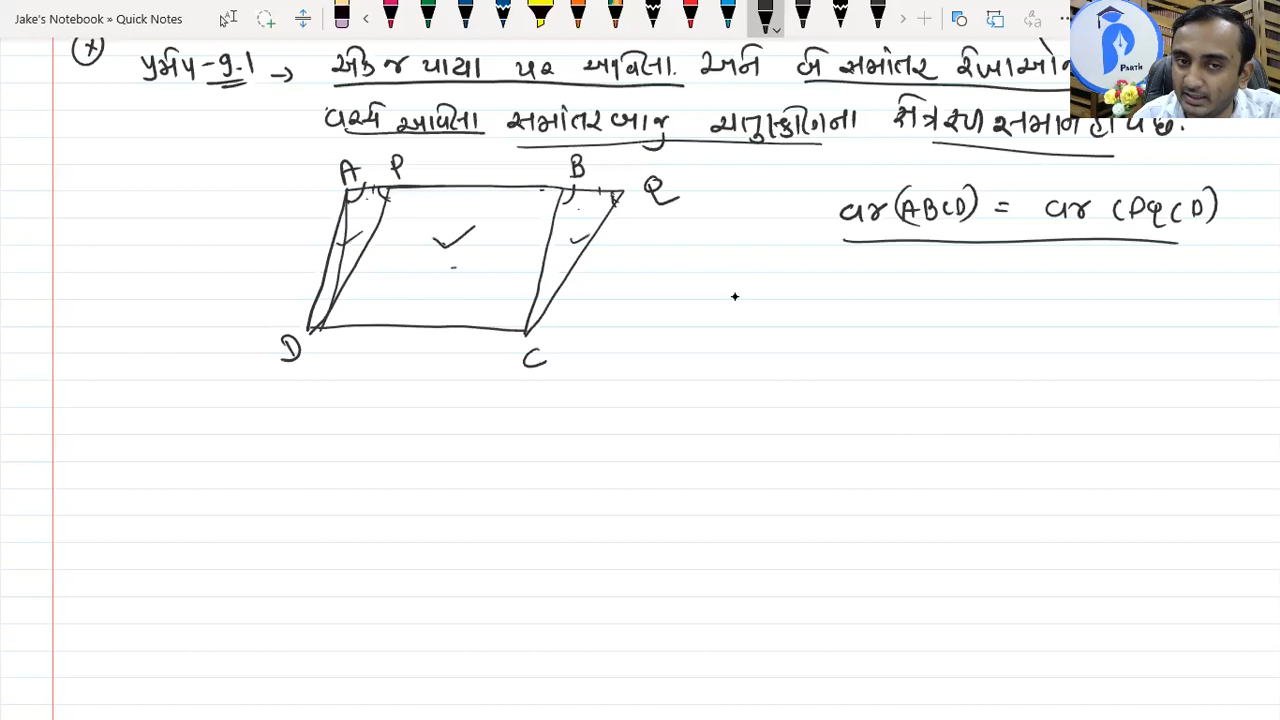 Jake's Notebook » Quick Notes
પ્રમેય - 9.1 → એક જ પાયા પર આવેલા અને બે સમાંતર રેખાઓની
વચ્ચે આવેલા સમાંતરબાજુ ચતુષ્કોણના ક્ષેત્રફળ સમાન હોય છે.
A P B Q
ar(ABCD) = ar (PQCD)
D C
PARTH